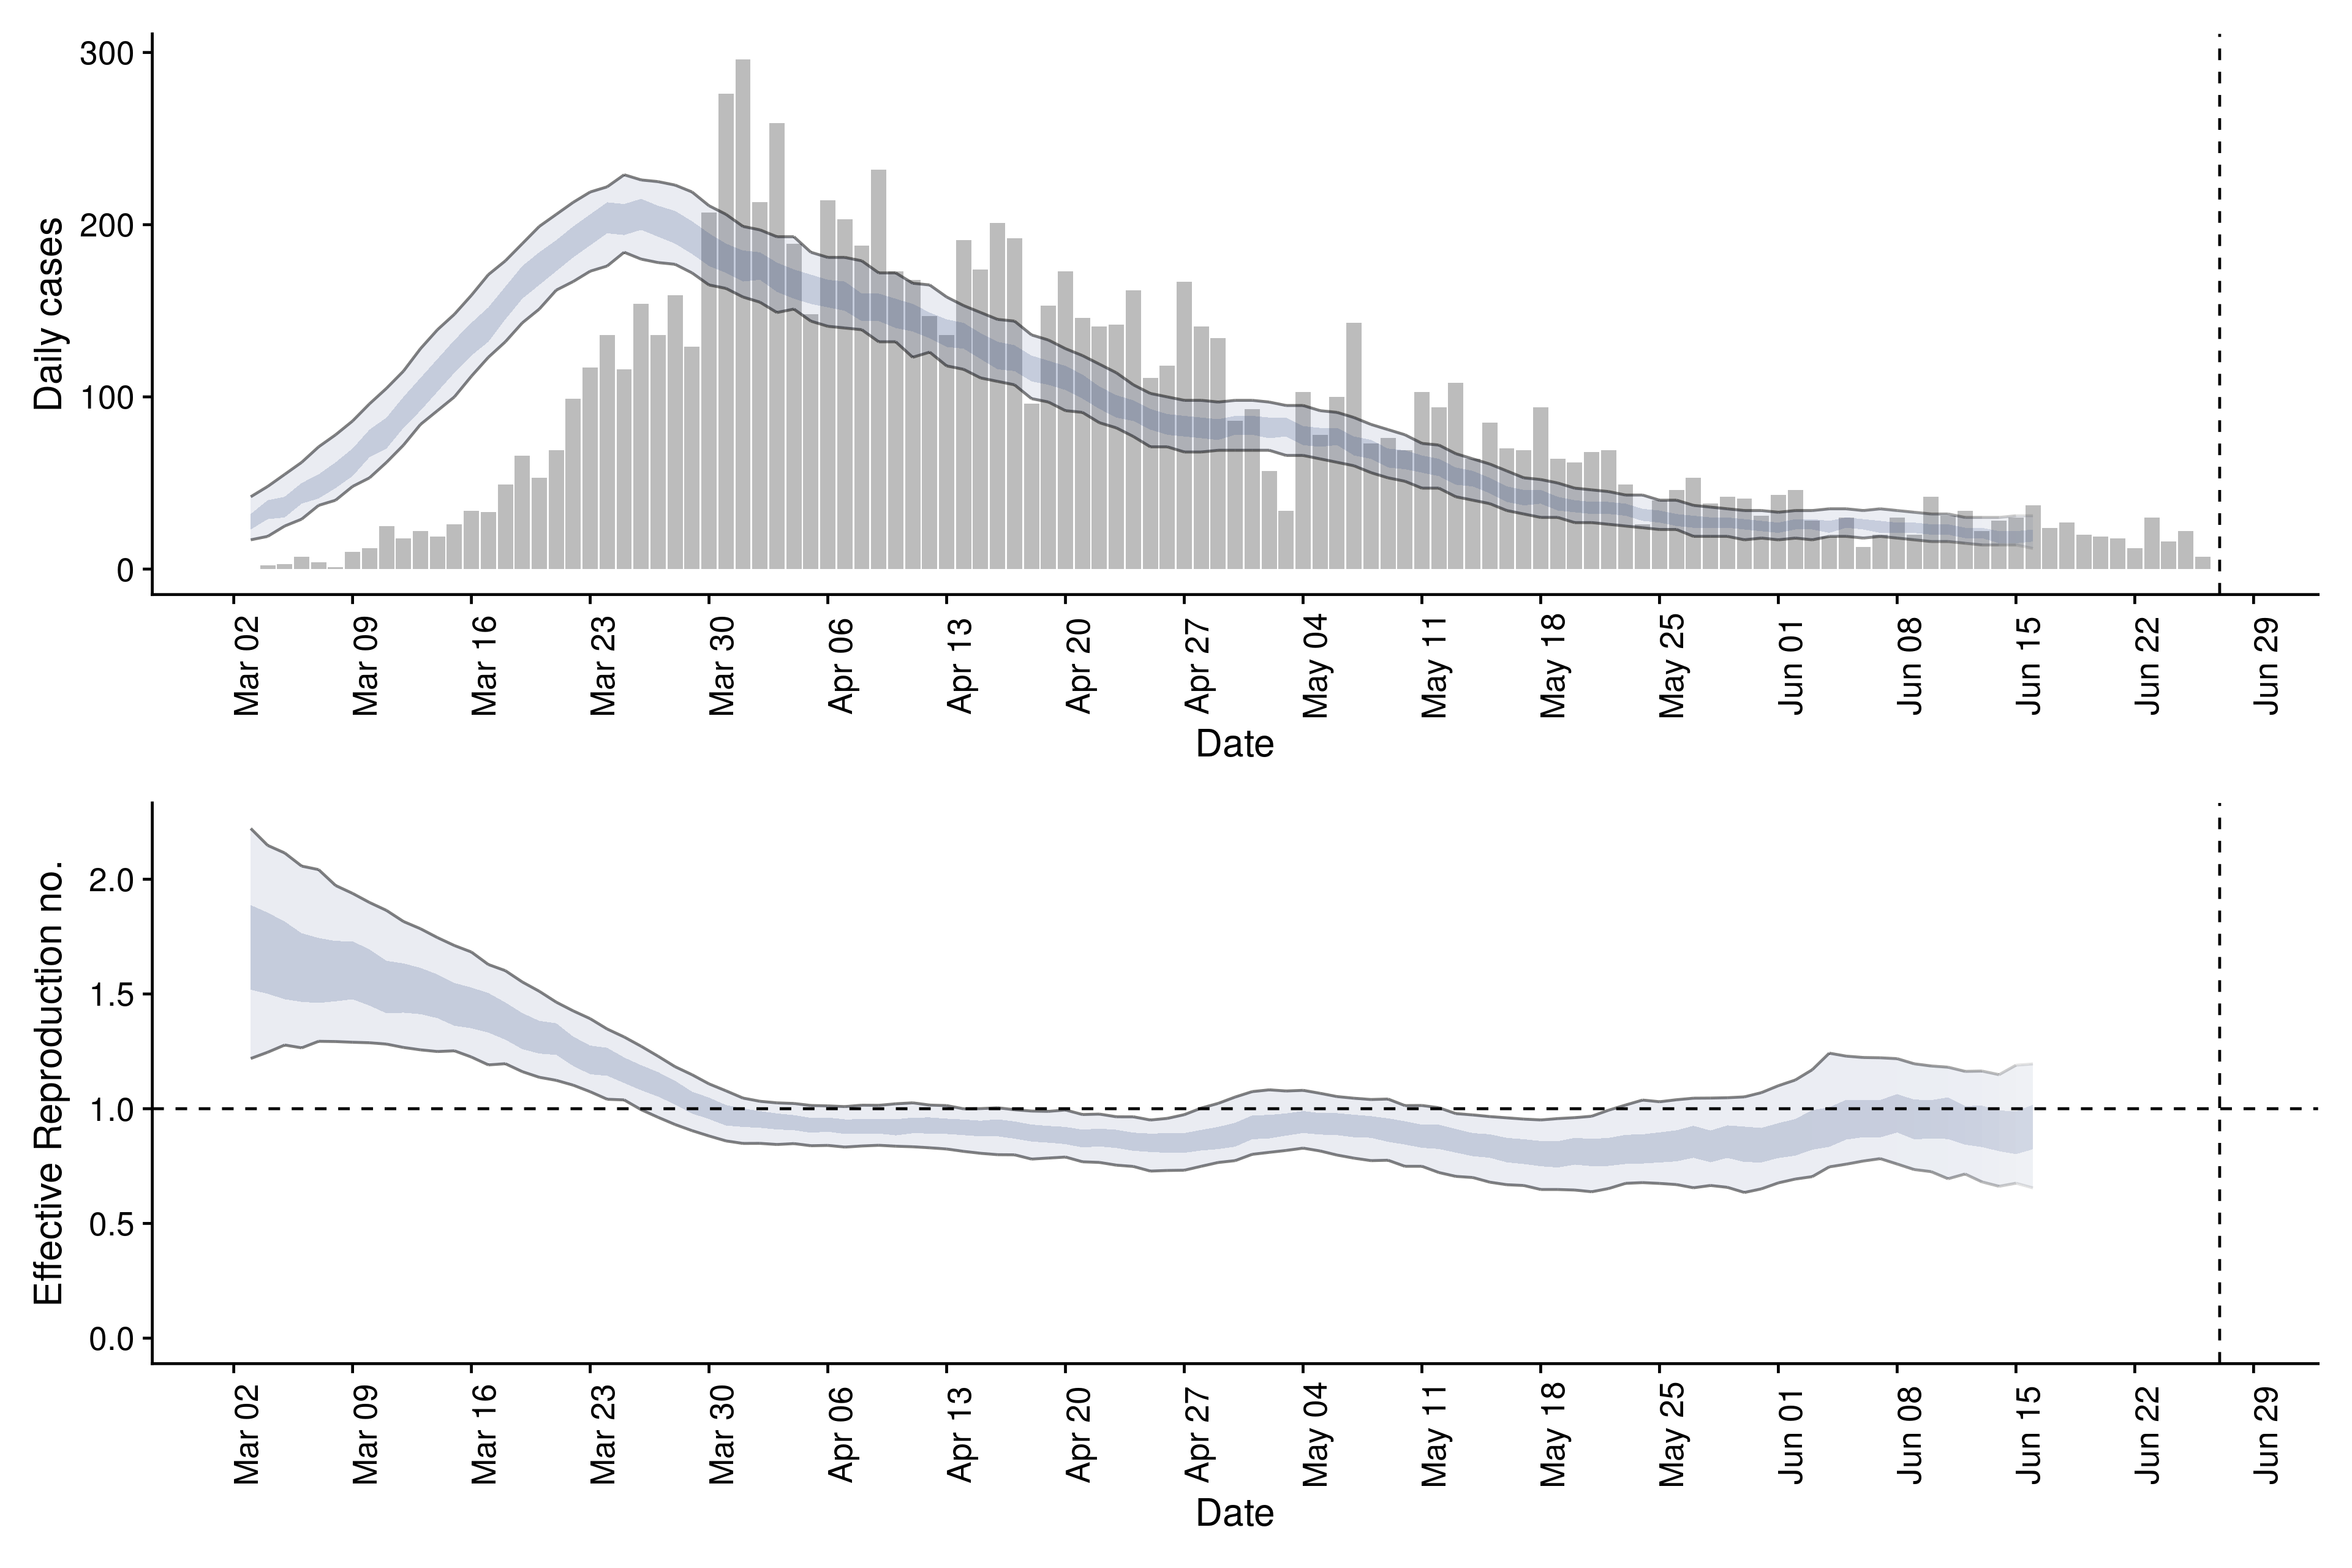 300
200
100
0
Daily cases
Mar 02
Mar 09
Mar 16
Mar 23
Mar 30
Apr 06
Apr 13
Apr 20
Apr 27
May 04
May 11
May 18
May 25
Jun 01
Jun 08
Jun 15
Jun 22
Jun 29
Date
2.0
1.5
1.0
0.5
0.0
Effective Reproduction no.
Mar 02
Mar 09
Mar 16
Mar 23
Mar 30
Apr 06
Apr 13
Apr 20
Apr 27
May 04
May 11
May 18
May 25
Jun 01
Jun 08
Jun 15
Jun 22
Jun 29
Date